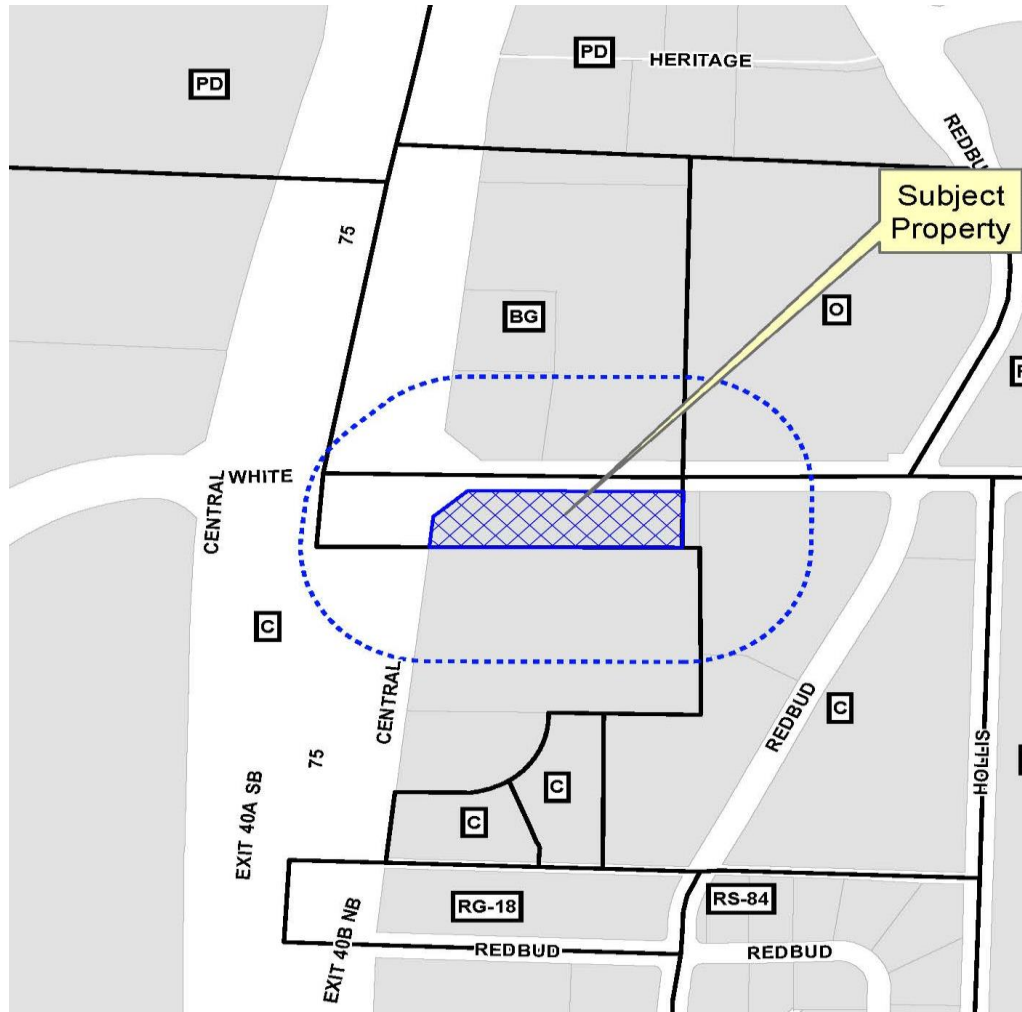 PD
PD
HERITAGE
REDBU
Subject
Property
75
BG
O
WHITE
CENTRAL
C
CENTRAL
REDBUD
C
HOLLIS
75
C
C
EXIT 40A SB
RG-18
RS-84
EXIT 40B NB
REDBUD
REDBUD